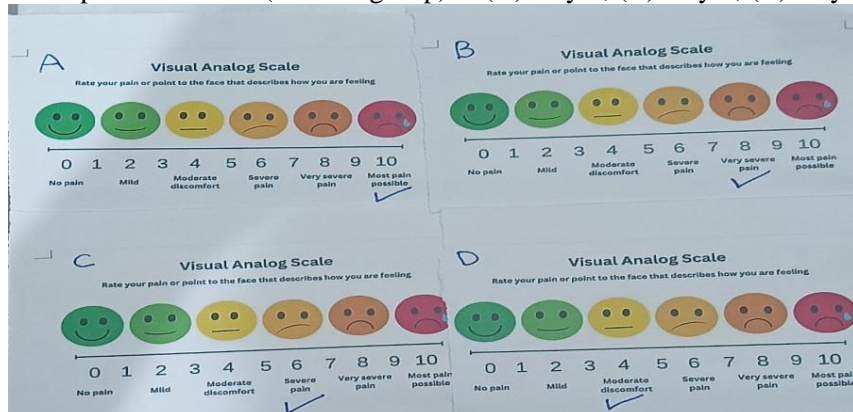 A
Visual Analog Scale
Rate your pain or point to the face that describes how you are feeling
0 1 2 3 4 5 6 7 8 9 10
No pain Mild Moderate discomfort Severe pain Very severe pain Most pain possible
B
Visual Analog Scale
Rate your pain or point to the face that describes how you are feeling
0 1 2 3 4 5 6 7 8 9 10
No pain Mild Moderate discomfort Severe pain Very severe pain Most pain possible
C
Visual Analog Scale
Rate your pain or point to the face that describes how you are feeling
0 1 2 3 4 5 6 7 8 9 10
No pain Mild Moderate discomfort Severe pain Very severe pain Most pain possible
D
Visual Analog Scale
Rate your pain or point to the face that describes how you are feeling
0 1 2 3 4 5 6 7 8 9 10
No pain Mild Moderate discomfort Severe pain Very severe pain Most pai possibl